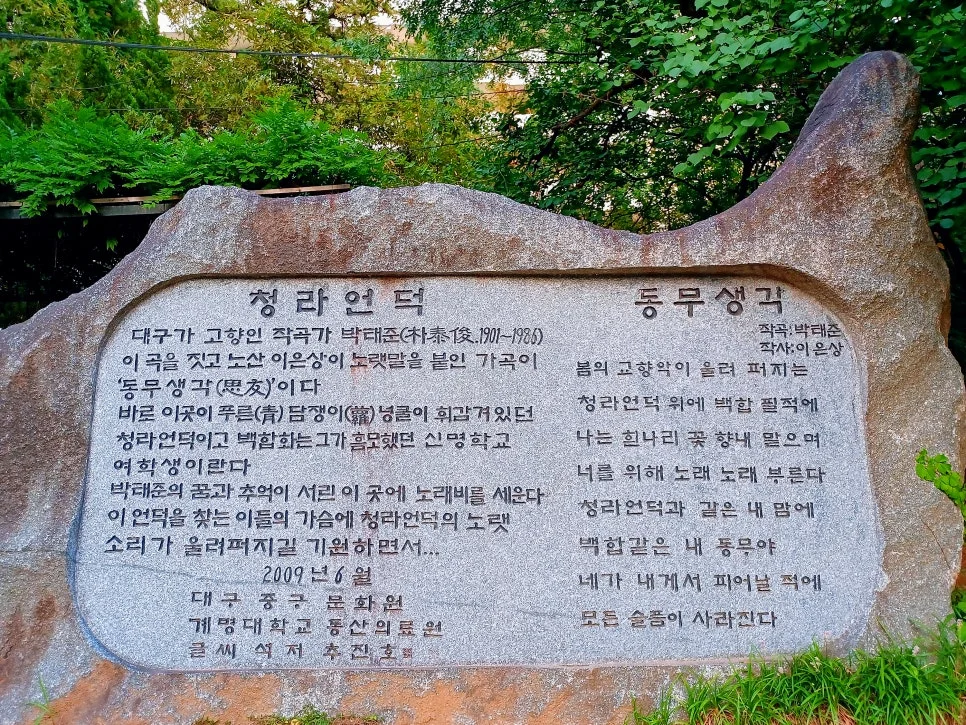 청라언덕
대구가 고향인 작곡가 박태준(朴泰俊.1901~1986)
이 곡을 짓고 노산 이은상이 노랫말을 붙인 가곡이
'동무생각(思友)'이다
바로 이곳이 푸른(靑) 담쟁이(蘿) 넝쿨이 휘감겨있던
청라언덕이고 백합화는 그가 흠모했던 신명학교
여학생이란다
박태준의 꿈과 추억이 서린 이 곳에 노래비를 세운다
이 언덕을 찾는 이들의 가슴에 청라언덕의 노랫
소리가 울려퍼지길 기원하면서...
2009년 6월
대구 중구 문화원
계명대학교 동산의료원
글씨 석저 추진호
동무생각
작곡:박태준
작사:이은상
봄의 교향악이 울려 퍼지는
청라언덕 위에 백합 필적에
나는 흰나리 꽃 향내 맡으며
너를 위해 노래 노래 부른다
청라언덕과 같은 내 맘에
백합같은 내 동무야
네가 내게서 피어날 적에
모든 슬픔이 사라진다